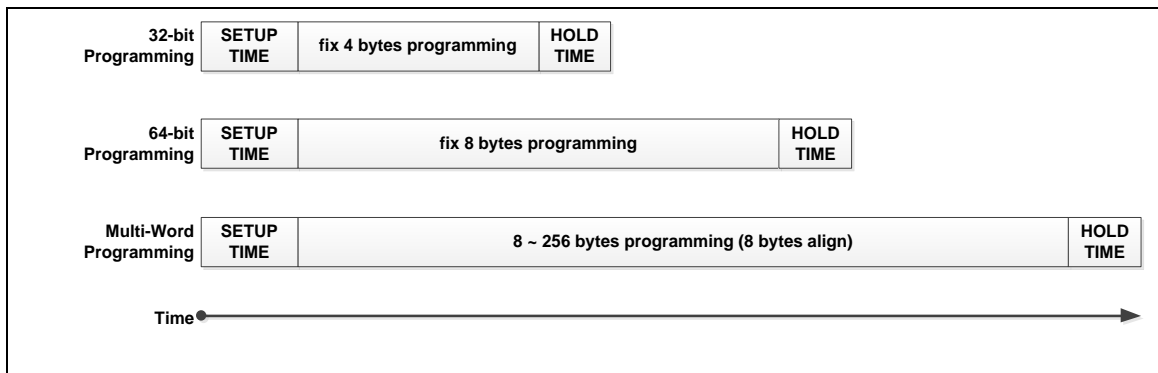 32-bit
Programming
SETUP
TIME
fix 4 bytes programming
HOLD
TIME
64-bit
Programming
SETUP
TIME
fix 8 bytes programming
HOLD
TIME
Multi-Word
Programming
SETUP
TIME
8 ~ 256 bytes programming (8 bytes align)
HOLD
TIME
Time